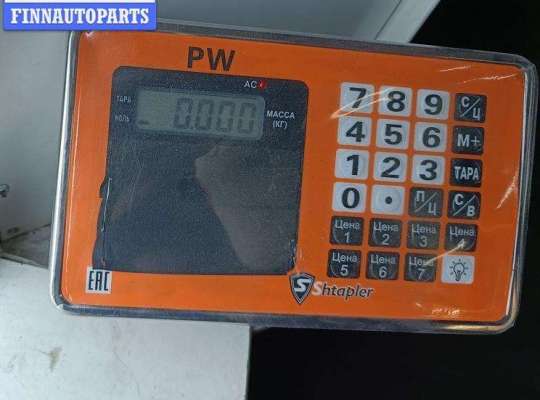 FINNAUTOPARTS
PW
AC
ТАРА
НОЛЬ
0.000
МАССА
(КГ)
7 8 9 С/Ц
4 5 6 М+
1 2 3 ТАРА
0 • П/Ц С/В
Цена 1 Цена 2 Цена 3 Цена 4
Цена 5 Цена 6 Цена 7
EAC
S Shtapler